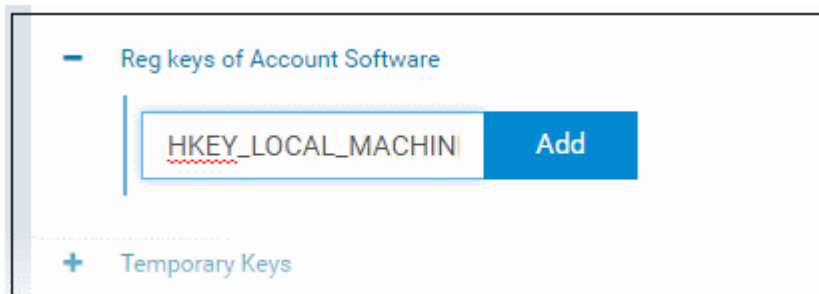 Reg keys of Account Software
HKEY_LOCAL_MACHIN
Add
Temporary Keys